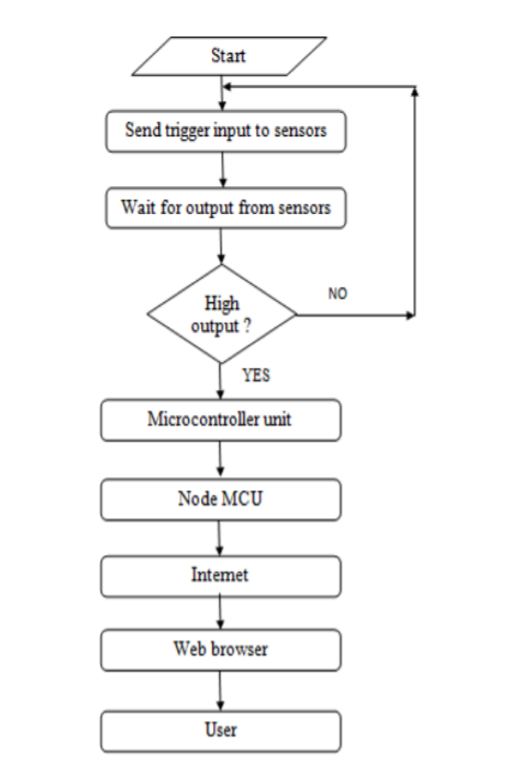 Start
Send trigger input to sensors
Wait for output from sensors
High
output ?
NO
YES
Microcontroller unit
Node MCU
Internet
Web browser
User